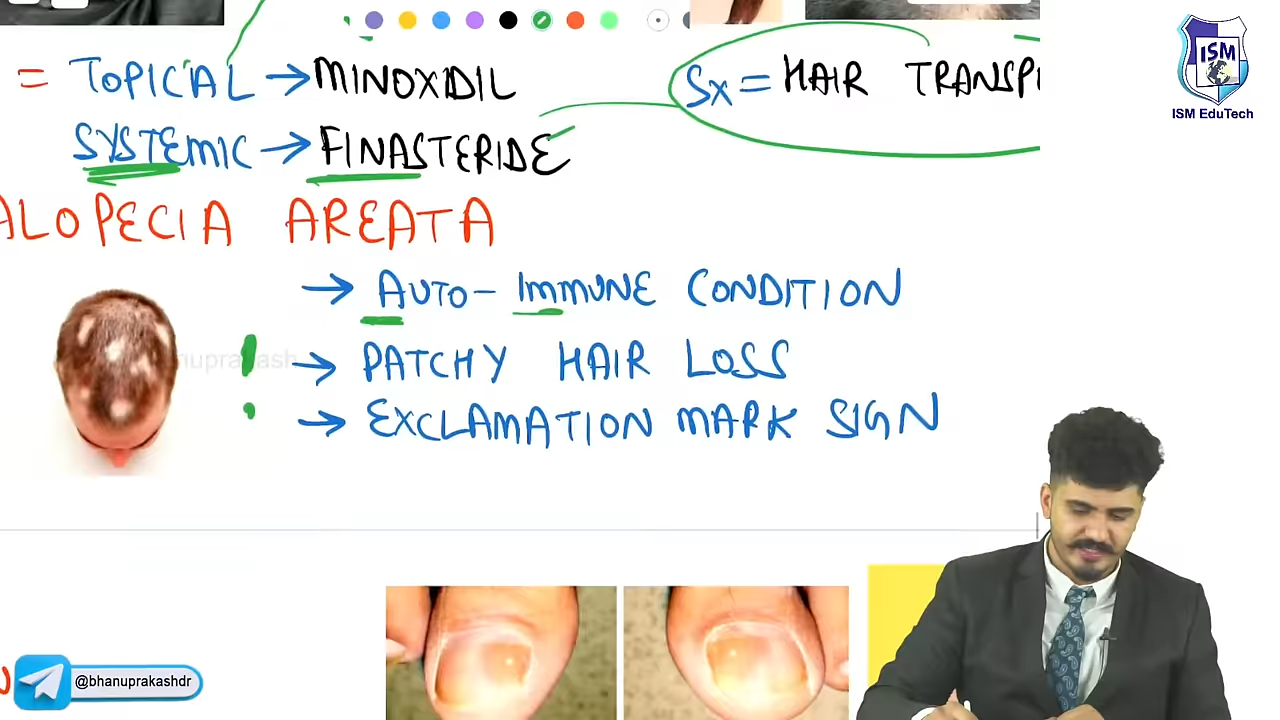 = TOPICAL → MINOXIDIL
SX = HAIR TRANSP
SYSTEMIC → FINASTERIDE
ALOPECIA AREATA
→ AUTO-IMMUNE CONDITION
! → PATCHY HAIR LOSS
→ EXCLAMATION MARK SIGN
anuprakash
@bhanuprakashdr
ISM
ISM EduTech